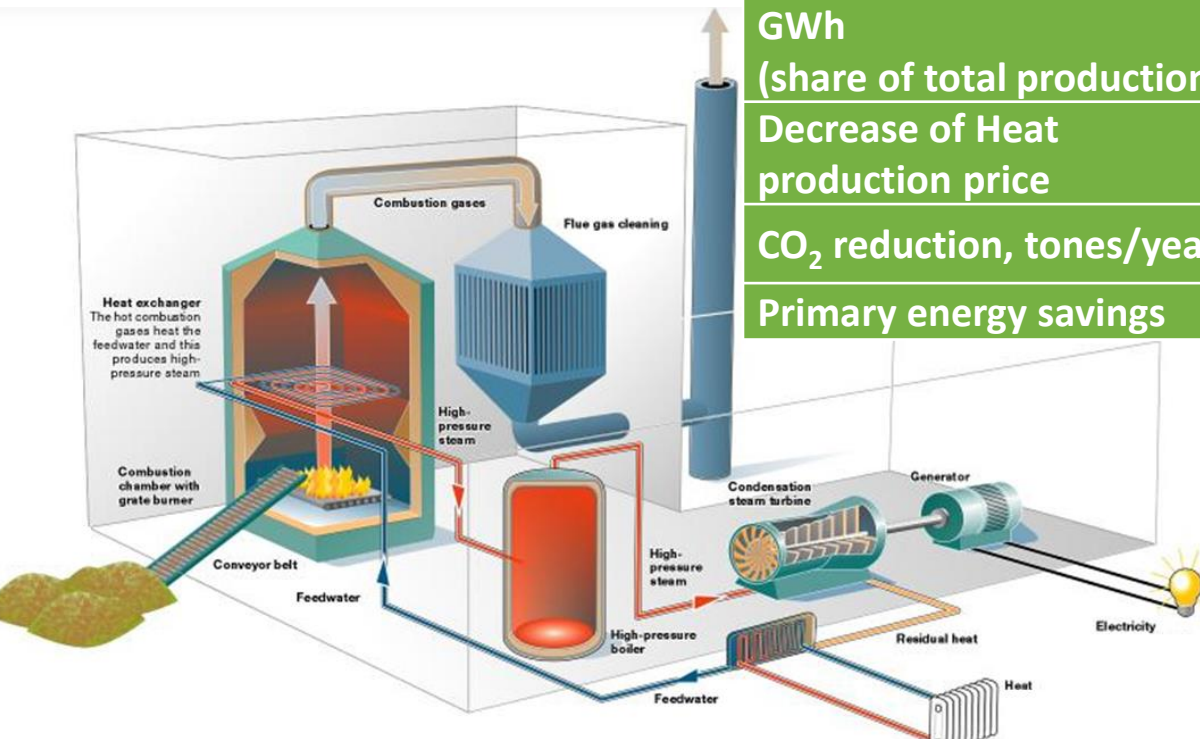 GWh
(share of total production
Decrease of Heat
production price
CO₂ reduction, tones/yea
Primary energy savings
Combustion gases
Flue gas cleaning
Heat exchanger
The hot combustion
gases heat the
feedwater and this
produces high-
pressure steam
High-
pressure
steam
Combustion
chamber with
grate burner
Conveyor belt
Feedwater
High-
pressure
steam
High-pressure
boiler
Condensation
steam turbine
Generator
Electricity
Residual heat
Feedwater
Heat